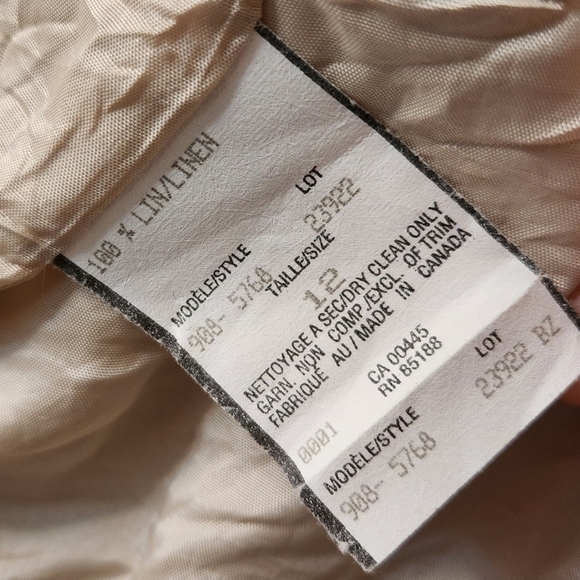 100 % LIN/LINEN
MODÈLE/STYLE LOT
908- 5768 23922
TAILLE/SIZE
12
NETTOYAGE A SEC/DRY CLEAN ONLY
GARN. NON COMP./EXCL. OF TRIM
FABRIQUÉ AU/MADE IN CANADA
CA 00445
0001 RN 85188
MODÈLE/STYLE LOT
908- 5768 23922 BZ